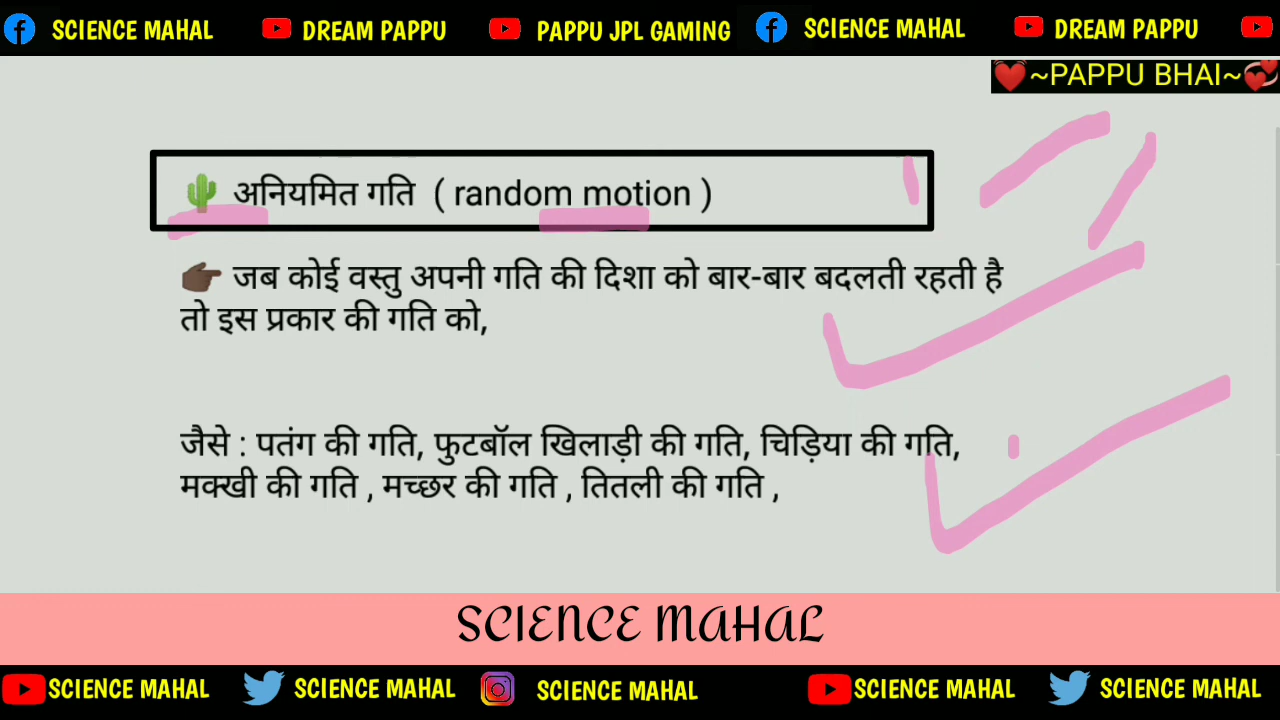 SCIENCE MAHAL DREAM PAPPU PAPPU JPL GAMING SCIENCE MAHAL DREAM PAPPU
~PAPPU BHAI~
अनियमित गति ( random motion )
जब कोई वस्तु अपनी गति की दिशा को बार-बार बदलती रहती है
तो इस प्रकार की गति को,
जैसे : पतंग की गति, फुटबॉल खिलाड़ी की गति, चिड़िया की गति,
मक्खी की गति , मच्छर की गति , तितली की गति ,
SCIENCE MAHAL
SCIENCE MAHAL SCIENCE MAHAL SCIENCE MAHAL SCIENCE MAHAL SCIENCE MAHAL